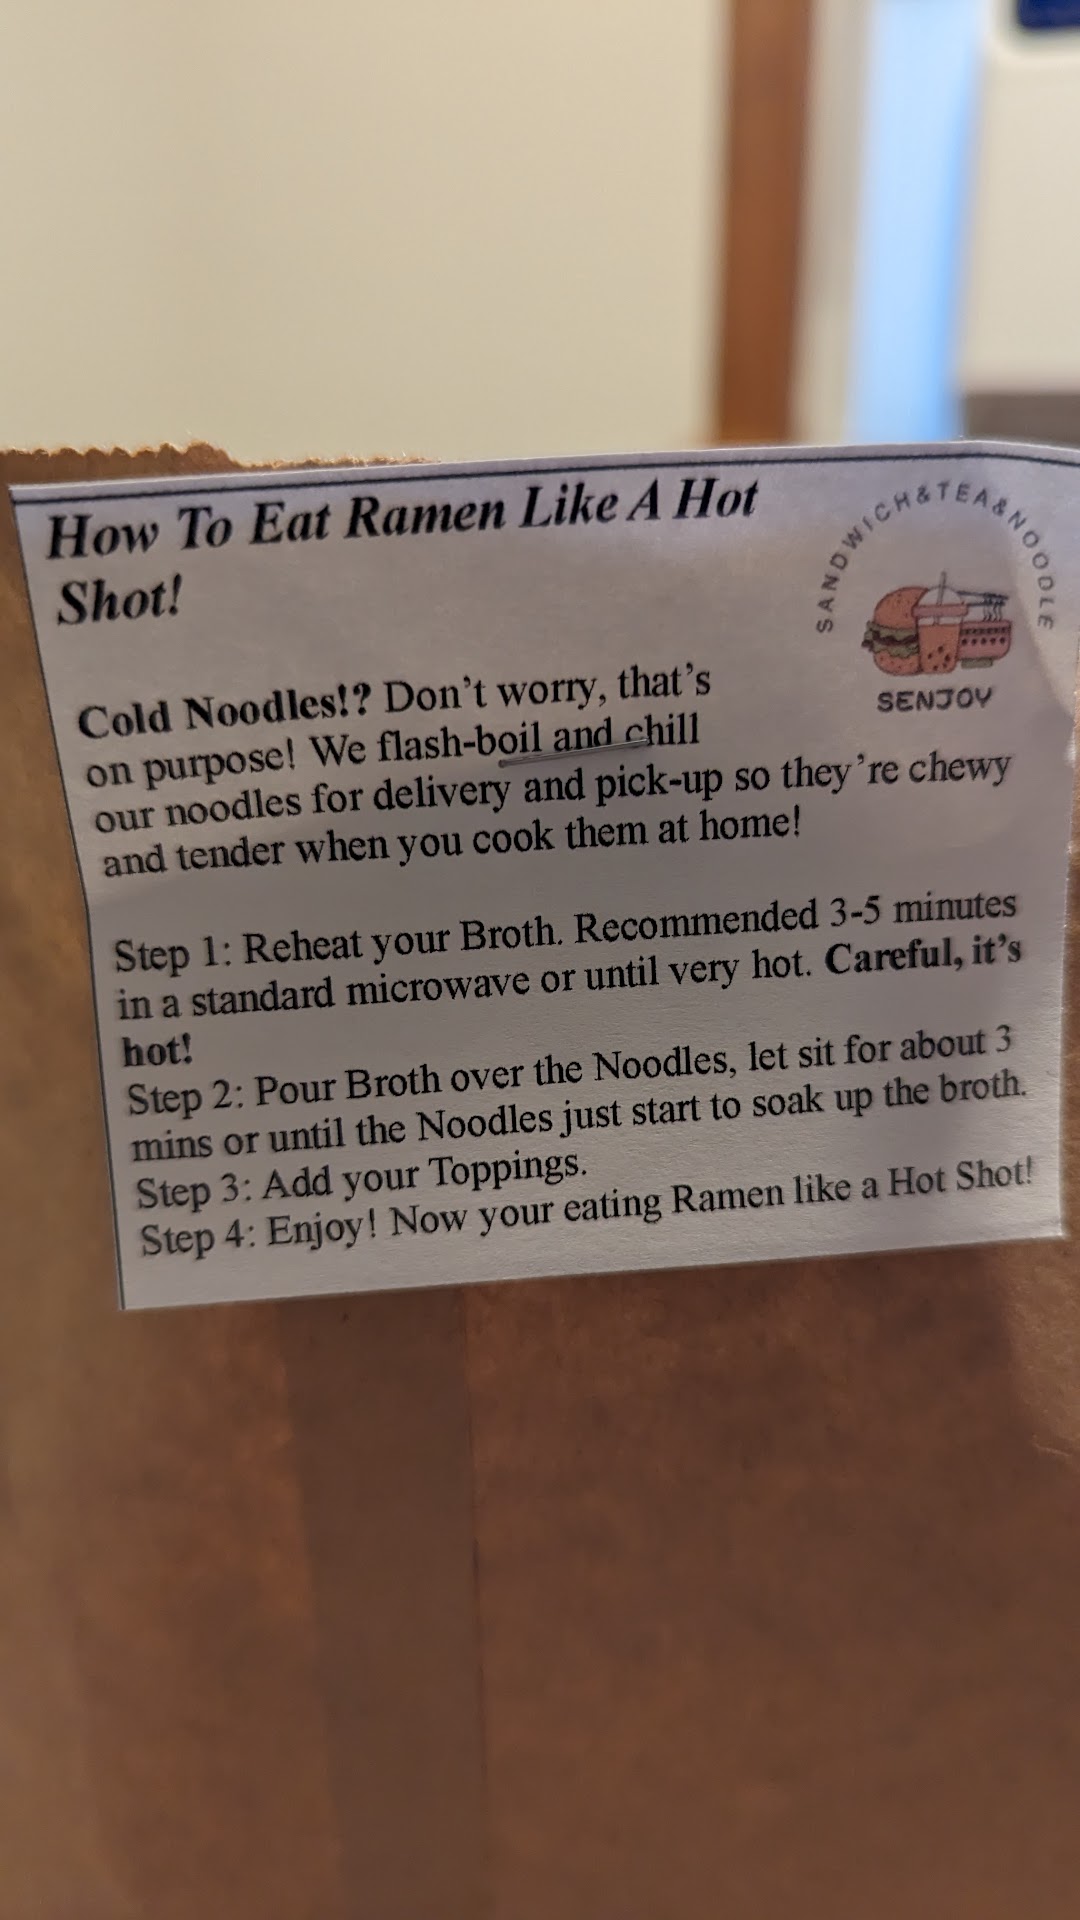 How To Eat Ramen Like A Hot
Shot!
SANDWICH&TEA&NOODLE
SENJOY
Cold Noodles!? Don't worry, that's
on purpose! We flash-boil and chill
our noodles for delivery and pick-up so they're chewy
and tender when you cook them at home!
Step 1: Reheat your Broth. Recommended 3-5 minutes
in a standard microwave or until very hot. Careful, it's
hot!
Step 2: Pour Broth over the Noodles, let sit for about 3
mins or until the Noodles just start to soak up the broth.
Step 3: Add your Toppings.
Step 4: Enjoy! Now your eating Ramen like a Hot Shot!